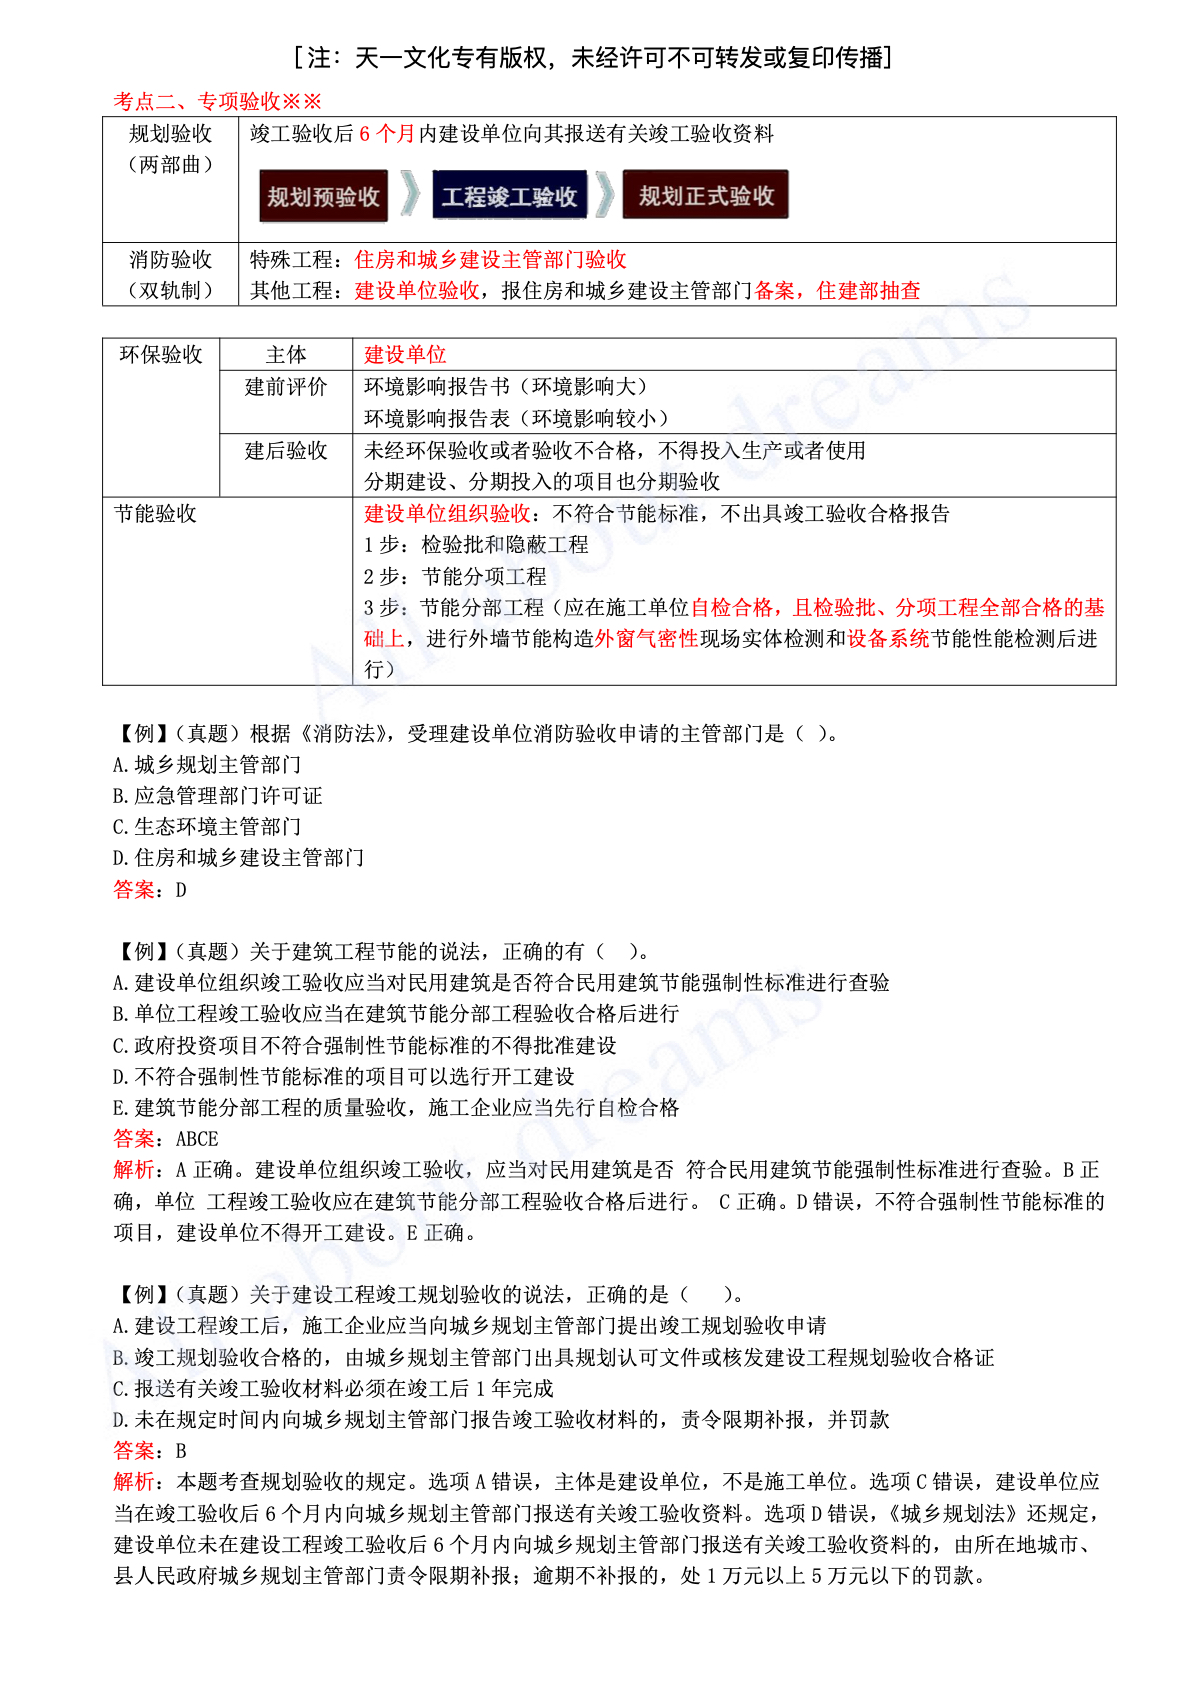 [注：天一文化专有版权，未经许可不可转发或复印传播]
考点二、专项验收※※
规划验收
（两部曲）
竣工验收后 6 个月内建设单位向其报送有关竣工验收资料
规划预验收 工程竣工验收 规划正式验收
消防验收
（双轨制）
特殊工程：住房和城乡建设主管部门验收
其他工程：建设单位验收，报住房和城乡建设主管部门备案，住建部抽查
环保验收
主体
建设单位
建前评价
环境影响报告书（环境影响大）
环境影响报告表（环境影响较小）
建后验收
未经环保验收或者验收不合格，不得投入生产或者使用
分期建设、分期投入的项目也分期验收
节能验收
建设单位组织验收：不符合节能标准，不出具竣工验收合格报告
1 步：检验批和隐蔽工程
2 步：节能分项工程
3 步：节能分部工程（应在施工单位自检合格，且检验批、分项工程全部合格的基
础上，进行外墙节能构造外窗气密性现场实体检测和设备系统节能性能检测后进
行）
【例】（真题）根据《消防法》，受理建设单位消防验收申请的主管部门是（ ）。
A.城乡规划主管部门
B.应急管理部门许可证
C.生态环境主管部门
D.住房和城乡建设主管部门
答案：D
【例】（真题）关于建筑工程节能的说法，正确的有（ ）。
A.建设单位组织竣工验收应当对民用建筑是否符合民用建筑节能强制性标准进行查验
B.单位工程竣工验收应当在建筑节能分部工程验收合格后进行
C.政府投资项目不符合强制性节能标准的不得批准建设
D.不符合强制性节能标准的项目可以选行开工建设
E.建筑节能分部工程的质量验收，施工企业应当先行自检合格
答案：ABCE
解析：A 正确。建设单位组织竣工验收，应当对民用建筑是否 符合民用建筑节能强制性标准进行查验。B 正
确，单位 工程竣工验收应在建筑节能分部工程验收合格后进行。 C 正确。D 错误，不符合强制性节能标准的
项目，建设单位不得开工建设。E 正确。
【例】（真题）关于建设工程竣工规划验收的说法，正确的是（ ）。
A.建设工程竣工后，施工企业应当向城乡规划主管部门提出竣工规划验收申请
B.竣工规划验收合格的，由城乡规划主管部门出具规划认可文件或核发建设工程规划验收合格证
C.报送有关竣工验收材料必须在竣工后 1 年完成
D.未在规定时间内向城乡规划主管部门报告竣工验收材料的，责令限期补报，并罚款
答案：B
解析：本题考查规划验收的规定。选项 A 错误，主体是建设单位，不是施工单位。选项 C 错误，建设单位应
当在竣工验收后 6 个月内向城乡规划主管部门报送有关竣工验收资料。选项 D 错误，《城乡规划法》还规定，
建设单位未在建设工程竣工验收后 6 个月内向城乡规划主管部门报送有关竣工验收资料的，由所在地城市、
县人民政府城乡规划主管部门责令限期补报；逾期不补报的，处 1 万元以上 5 万元以下的罚款。
All about dreams
All about dreams